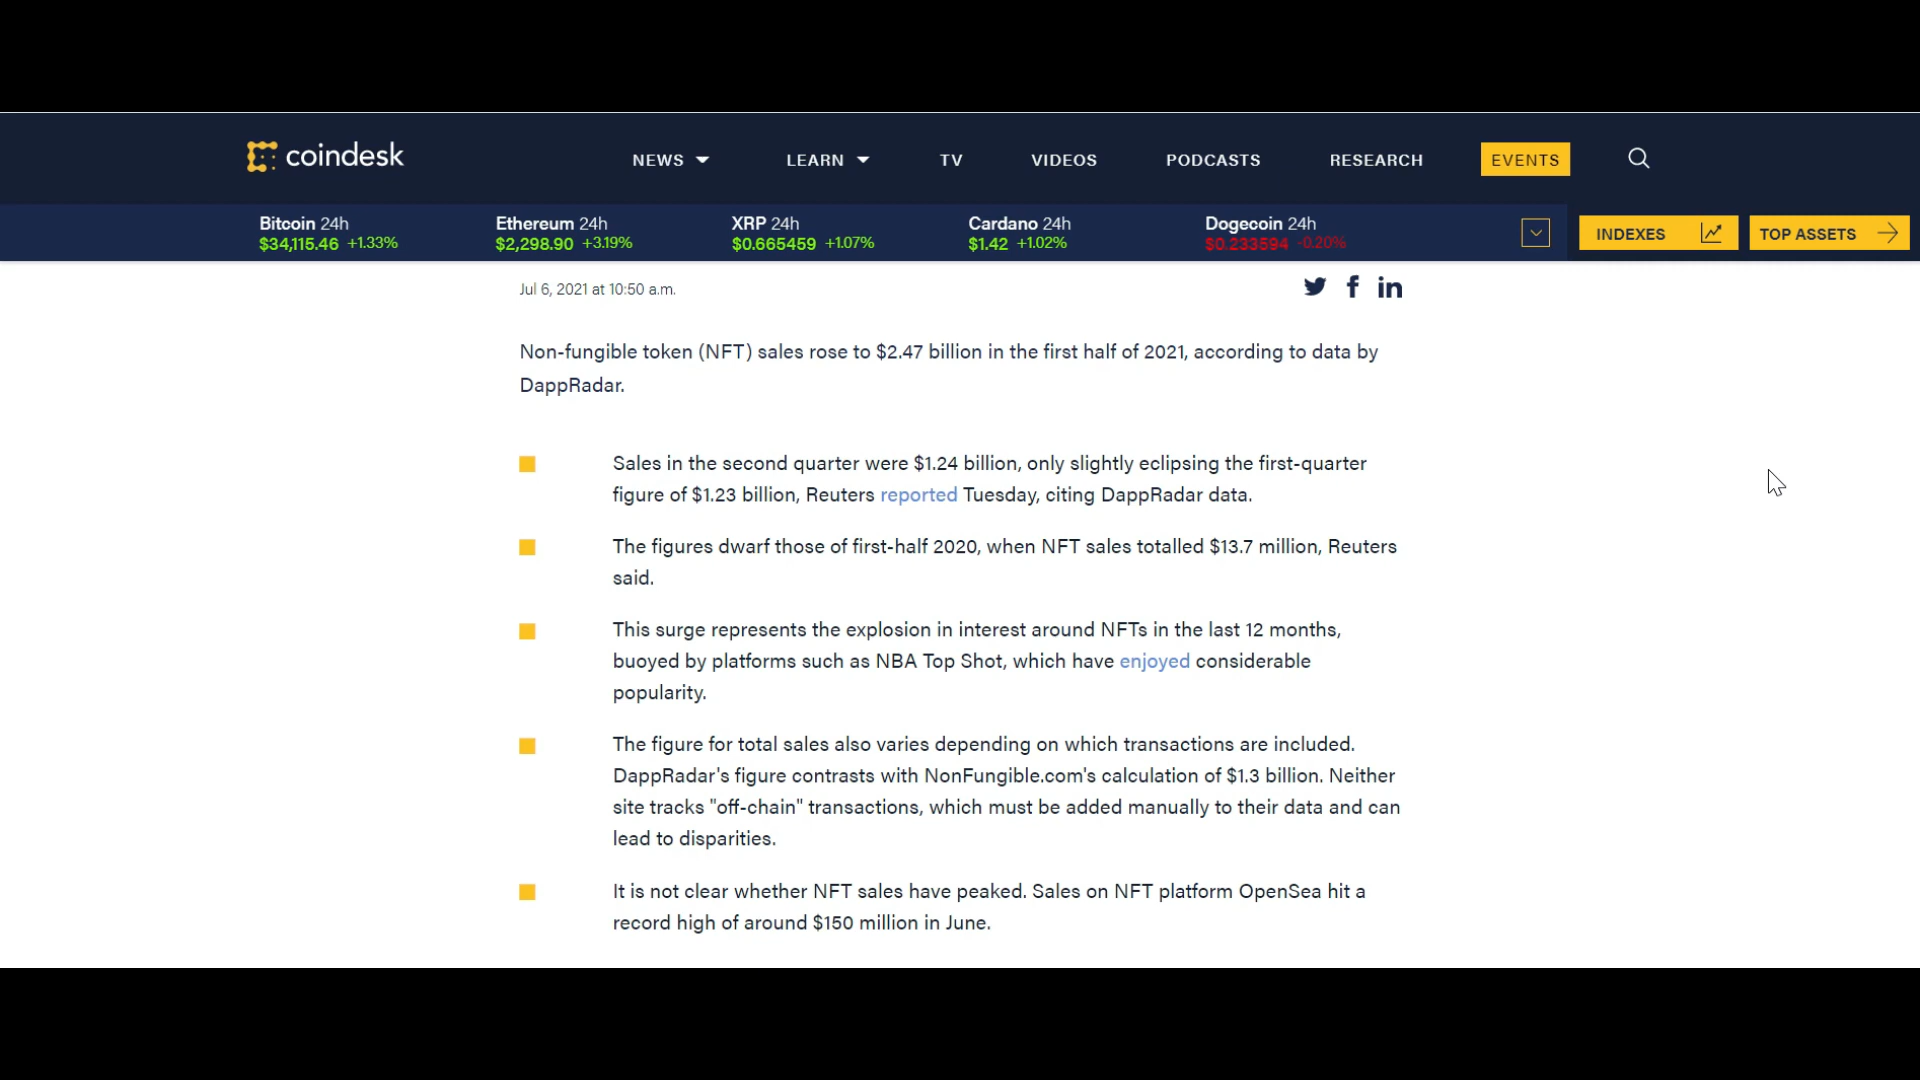 coindesk
NEWS
LEARN
TV
VIDEOS
PODCASTS
RESEARCH
EVENTS
Bitcoin 24h
$34,115.46 +1.33%
Ethereum 24h
$2,298.90 +3.19%
XRP 24h
$0.665459 +1.07%
Cardano 24h
$1.42 +1.02%
Dogecoin 24h
$0.233594 -0.20%
INDEXES
TOP ASSETS
Jul 6, 2021 at 10:50 a.m.
Non-fungible token (NFT) sales rose to $2.47 billion in the first half of 2021, according to data by
DappRadar.
Sales in the second quarter were $1.24 billion, only slightly eclipsing the first-quarter
figure of $1.23 billion, Reuters reported Tuesday, citing DappRadar data.
The figures dwarf those of first-half 2020, when NFT sales totalled $13.7 million, Reuters
said.
This surge represents the explosion in interest around NFTs in the last 12 months,
buoyed by platforms such as NBA Top Shot, which have enjoyed considerable
popularity.
The figure for total sales also varies depending on which transactions are included.
DappRadar's figure contrasts with NonFungible.com's calculation of $1.3 billion. Neither
site tracks "off-chain" transactions, which must be added manually to their data and can
lead to disparities.
It is not clear whether NFT sales have peaked. Sales on NFT platform OpenSea hit a
record high of around $150 million in June.